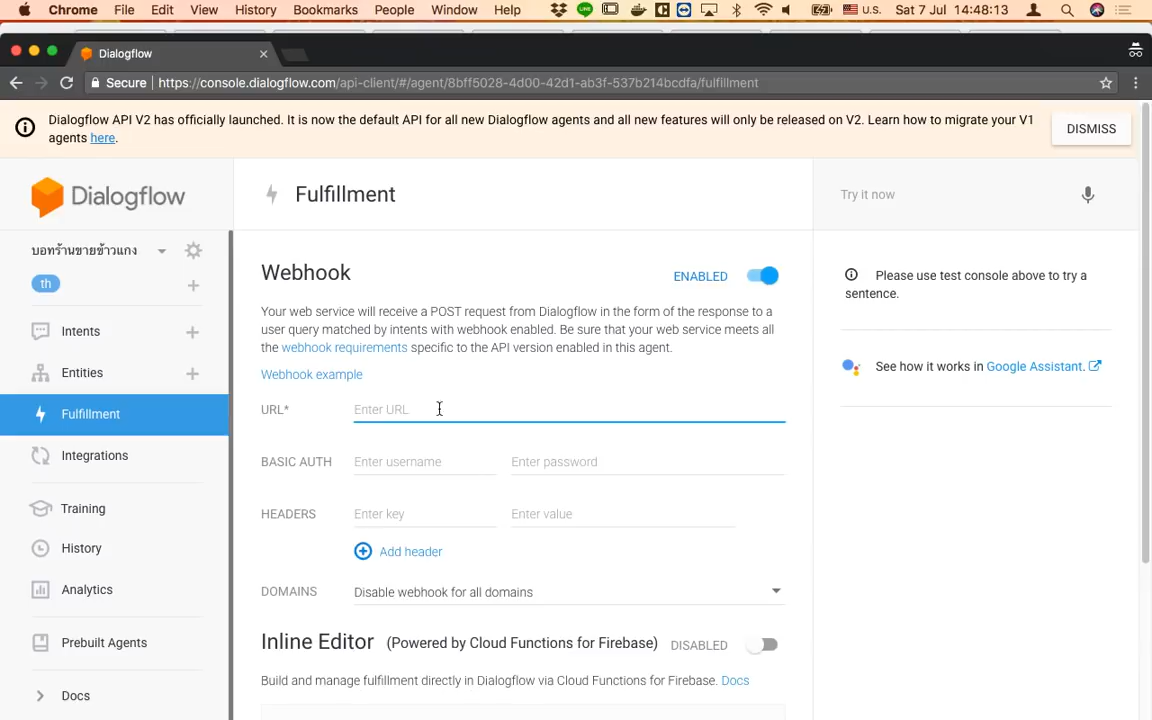 Chrome File Edit View History Bookmarks People Window Help U.S. Sat 7 Jul 14:48:13
Dialogflow
Secure https://console.dialogflow.com/api-client/#/agent/8bff5028-4d00-42d1-ab3f-537b214bcdfa/fulfillment
Dialogflow API V2 has officially launched. It is now the default API for all new Dialogflow agents and all new features will only be released on V2. Learn how to migrate your V1
agents here.
DISMISS
Dialogflow
บอทร้านขายข้าวแกง
th
Intents
Entities
Fulfillment
Integrations
Training
History
Analytics
Prebuilt Agents
Docs
Fulfillment
Webhook ENABLED
Your web service will receive a POST request from Dialogflow in the form of the response to a
user query matched by intents with webhook enabled. Be sure that your web service meets all
the webhook requirements specific to the API version enabled in this agent.
Webhook example
URL* Enter URL
BASIC AUTH Enter username Enter password
HEADERS Enter key Enter value
Add header
DOMAINS Disable webhook for all domains
Inline Editor (Powered by Cloud Functions for Firebase) DISABLED
Build and manage fulfillment directly in Dialogflow via Cloud Functions for Firebase. Docs
Try it now
Please use test console above to try a
sentence.
See how it works in Google Assistant.